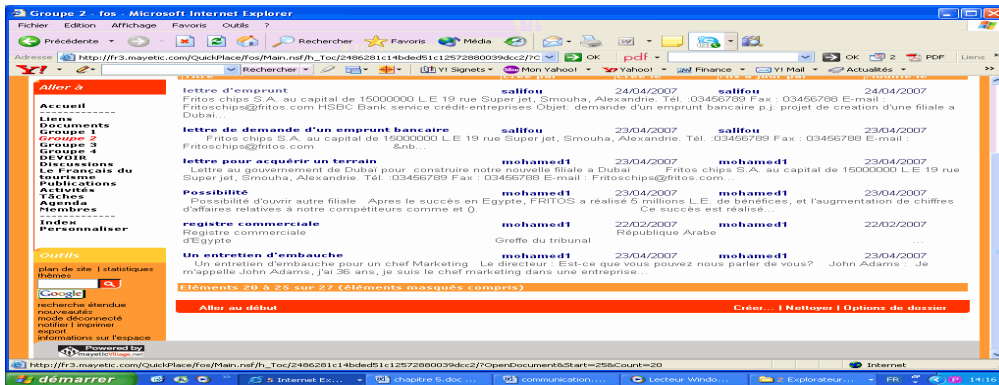 Groupe 2 - fos - Microsoft Internet Explorer
Fichier Edition Affichage Favoris Outils ?
Précédente Rechercher Favoris Média
Adresse http://fr3.mayetic.com/QuickPlace/fos/Main.nsf/h_Toc/2486281c14bded51c12572880039dcc2/?C OK pdf OK 2 PDF Liens
Y! Rechercher Y! Signets Mon Yahoo! Yahoo! Finance Y! Mail Actualités
Aller à
Accueil
Liens
Documents
Groupe 1
Groupe 2
Groupe 3
Groupe 4
DEVOIR
Discussions
Le Français du
tourisme
Publications
Activités
Tâches
Agenda
Membres
Index
Personnaliser
Outils
plan de site | statistiques
thèmes
Google
recherche étendue
nouveautés
mode déconnecté
notifier | imprimer
export
informations sur l'espace
lettre d'emprunt salifou 24/04/2007 salifou 24/04/2007
Fritos chips S.A. au capital de 15000000 L.E 19 rue Super jet, Smouha, Alexandrie. Tél. :03456789 Fax : 03456788 E-mail :
Fritoschips@fritos.com HSBC Bank service crédit-entreprises Objet: demande d'un emprunt bancaire p.j: projet de creation d'une filiale a
Dubai...
lettre de demande d'un emprunt bancaire salifou 23/04/2007 salifou 23/04/2007
Fritos chips S.A. au capital de 15000000 L.E 19 rue Super jet, Smouha, Alexandrie. Tél. :03456789 Fax : 03456788 E-mail :
Fritoschips@fritos.com &nb...
lettre pour acquérir un terrain mohamed1 23/04/2007 mohamed1 23/04/2007
Lettre au gouvernement de Dubai pour construire notre nouvelle filiale a Dubai Fritos chips S.A. au capital de 15000000 L.E 19 rue
Super jet, Smouha, Alexandrie. Tél. :03456789 Fax : 03456788 E-mail : Fritoschips@fritos.com...
Possibilité mohamed1 23/04/2007 mohamed1 23/04/2007
Possibilité d'ouvrir autre filiale Apres le succès en Egypte, FRITOS a réalisé 5 millions L.E. de bénéfices, et l'augmentation de chiffres
d'affaires relatives à notre compétiteurs comme et (). Ce succès est réalisé...
registre commerciale mohamed1 22/02/2007 mohamed1 22/02/2007
Registre commerciale République Arabe
d'Egypte Greffe du tribunal ...
Un entretien d'embauche mohamed1 23/04/2007 mohamed1 23/04/2007
Un entretien d'embauche pour un chef Marketing Le directeur : Est-ce que vous pouvez nous parler de vous? John Adams : Je
m'appelle John Adams, j'ai 36 ans, je suis le chef marketing dans une entreprise...
Eléments 20 à 25 sur 27 (éléments masqués compris)
Aller au début Créer... | Nettoyer | Options de dossier
Powered by
mayeticVillage.net
http://fr3.mayetic.com/QuickPlace/fos/Main.nsf/h_Toc/2486281c14bded51c12572880039dcc2/?OpenDocument&Start=25&Count=20 Internet
démarrer 5 Internet Ex... chapitre 5.doc ... communication.... Lecteur Windo... 2 Explorateur... FR 14:16